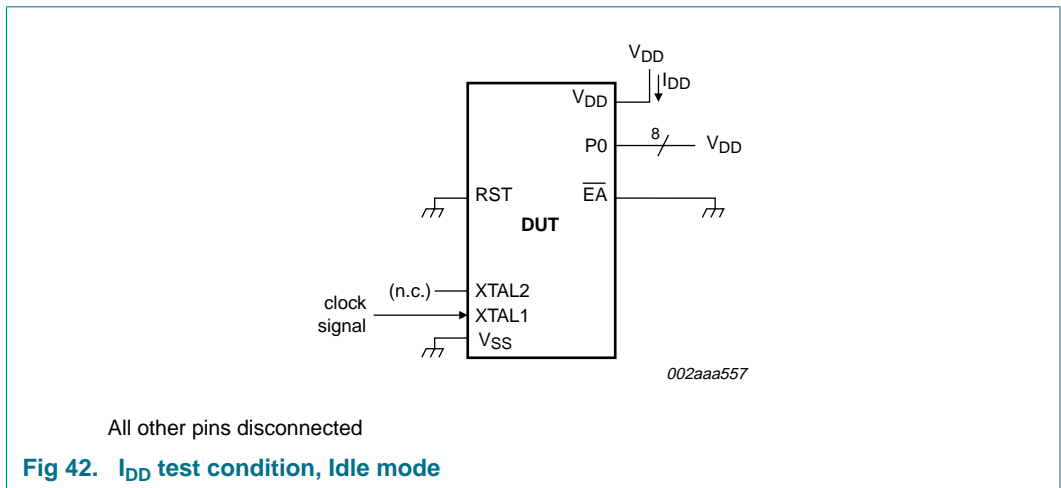 VDD
IDD
VDD
P0
8
VDD
RST
EA
DUT
(n.c.)
XTAL2
clock
signal
XTAL1
VSS
002aaa557
All other pins disconnected
Fig 42. IDD test condition, Idle mode